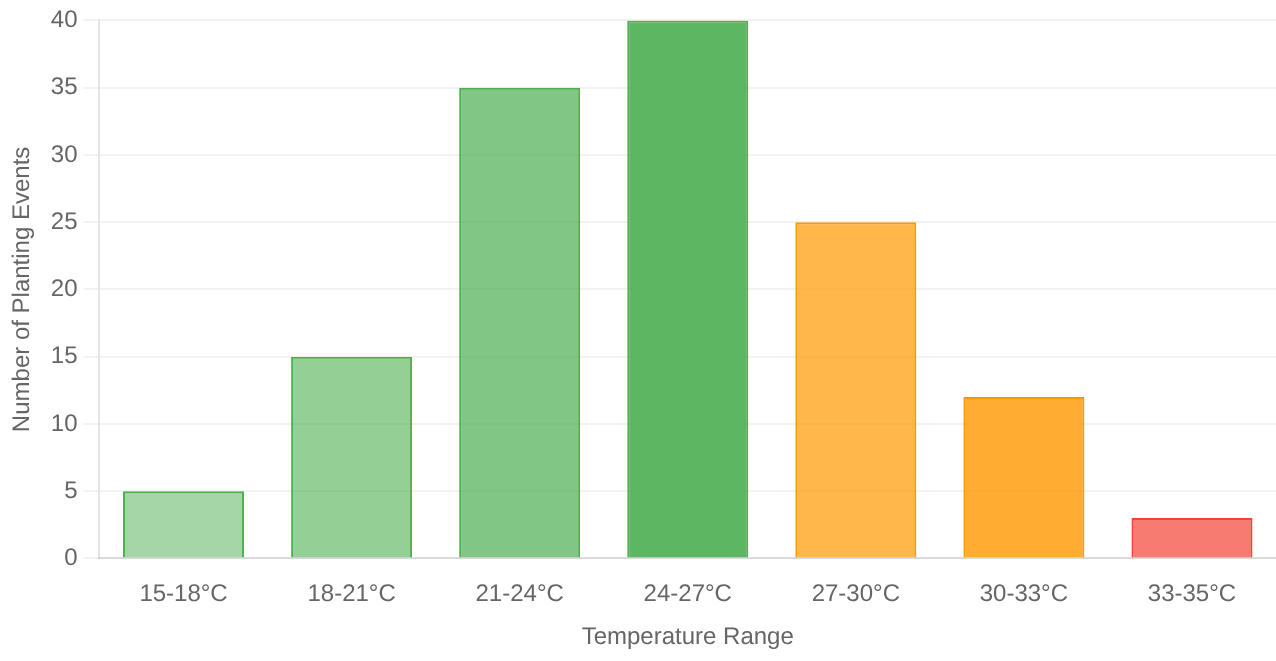 Number of Planting Events
40
35
30
25
20
15
10
5
0
15-18°C
18-21°C
21-24°C
24-27°C
27-30°C
30-33°C
33-35°C
Temperature Range